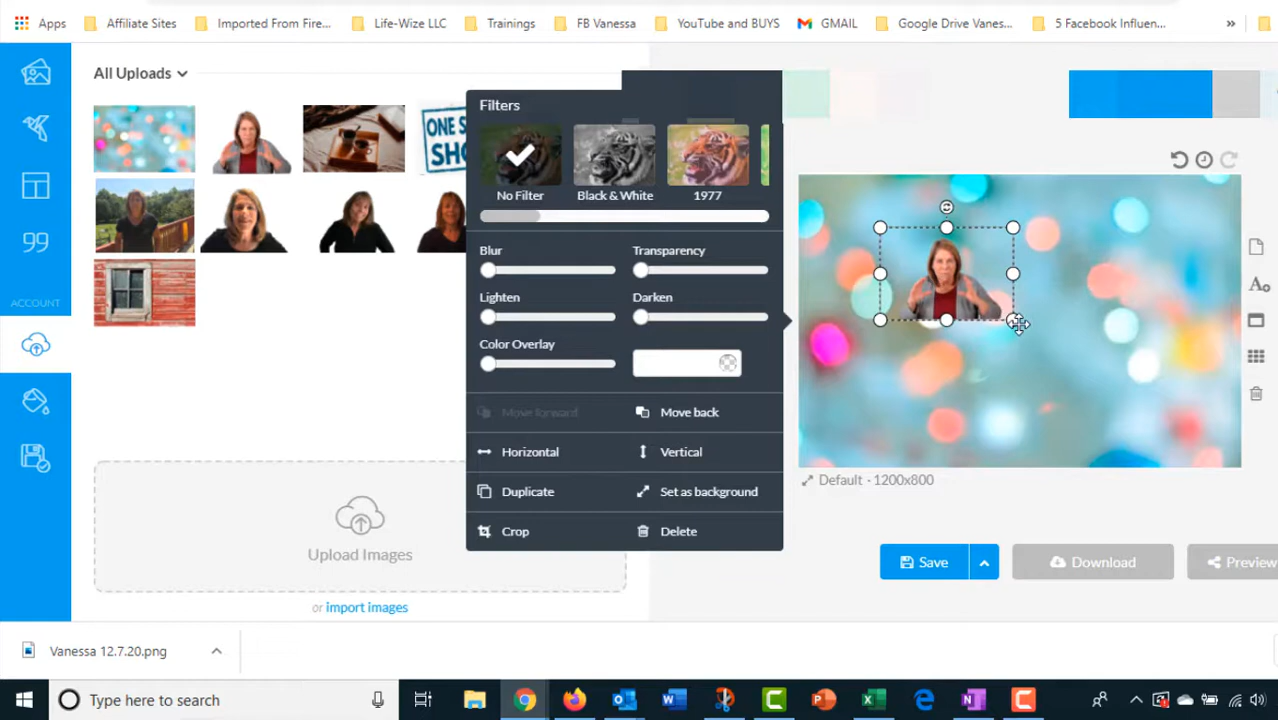 Apps Affiliate Sites Imported From Fire... Life-Wize LLC Trainings FB Vanessa YouTube and BUYS GMAIL Google Drive Vanes... 5 Facebook Influen... »
All Uploads
Filters
ONE S
SHO
No Filter Black & White 1977
Blur Transparency
Lighten Darken
Color Overlay
ACCOUNT
Move forward Move back
Horizontal Vertical
Duplicate Set as background
Crop Delete
Default - 1200x800
Upload Images
or import images
Save Download Preview
Vanessa 12.7.20.png
Type here to search